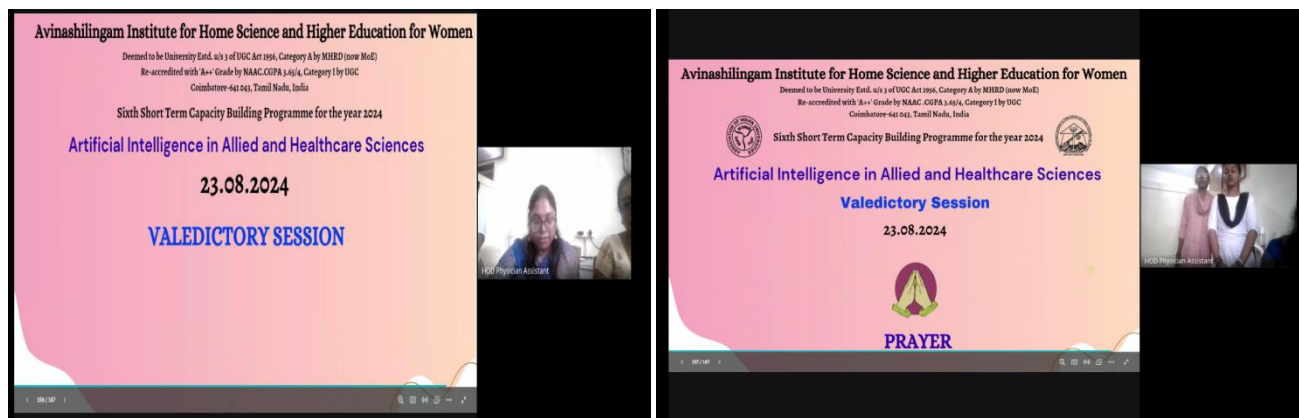 Avinashilingam Institute for Home Science and Higher Education for Women
Deemed to be University Estd. u/s 3 of UGC Act 1956, Category A by MHRD (now MoE)
Re-accredited with 'A++' Grade by NAAC.CGPA 3.65/4, Category I by UGC
Coimbatore-641 043, Tamil Nadu, India
Sixth Short Term Capacity Building Programme for the year 2024
Artificial Intelligence in Allied and Healthcare Sciences
23.08.2024
VALEDICTORY SESSION
HOD Physician Assistant
Avinashilingam Institute for Home Science and Higher Education for Women
Deemed to be University Estd. u/s 3 of UGC Act 1956, Category A by MHRD (now MoE)
Re-accredited with 'A++' Grade by NAAC .CGPA 3.65/4, Category I by UGC
Coimbatore-641 043, Tamil Nadu, India
Sixth Short Term Capacity Building Programme for the year 2024
Artificial Intelligence in Allied and Healthcare Sciences
Valedictory Session
23.08.2024
PRAYER
HOD Physician Assistant